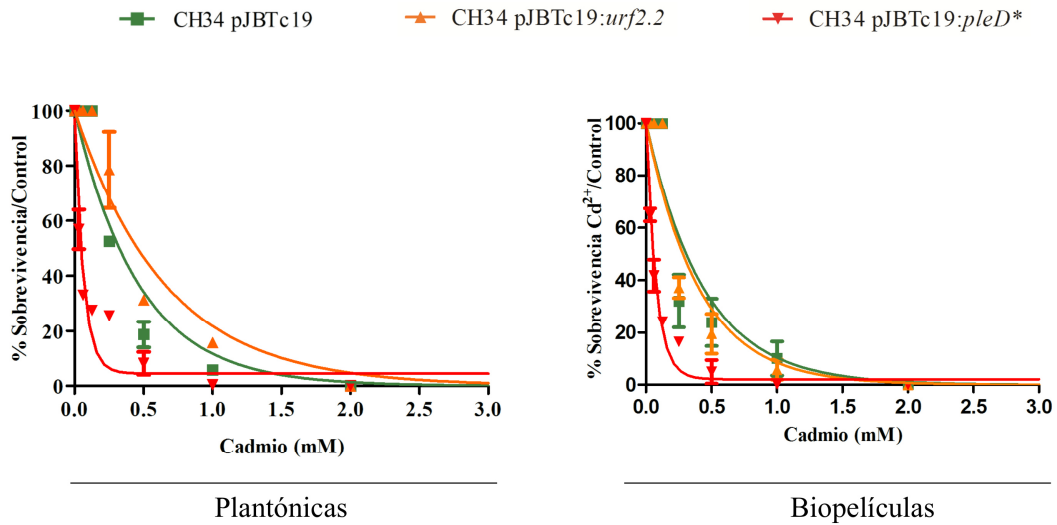 CH34 pJBTc19
CH34 pJBTc19:urf2.2
CH34 pJBTc19:pleD*
% Sobrevivencia/Control
100
80
60
40
20
0
0.0 0.5 1.0 1.5 2.0 2.5 3.0
Cadmio (mM)
Plantónicas
% Sobrevivencia Cd²⁺/Control
100
80
60
40
20
0
0.0 0.5 1.0 1.5 2.0 2.5 3.0
Cadmio (mM)
Biopelículas